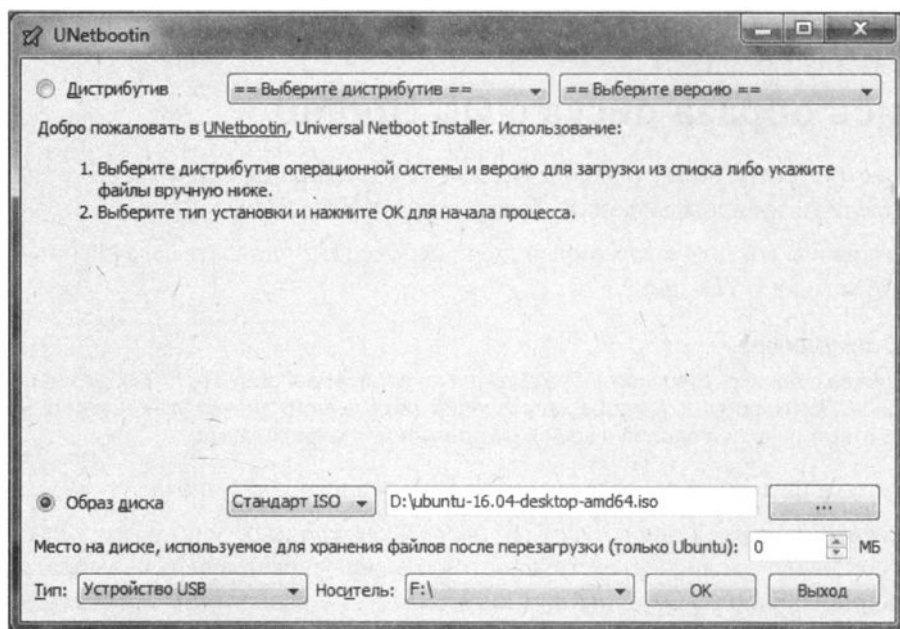 UNetbootin
Дистрибутив == Выберите дистрибутив == == Выберите версию ==
Добро пожаловать в UNetbootin, Universal Netboot Installer. Использование:
1. Выберите дистрибутив операционной системы и версию для загрузки из списка либо укажите
файлы вручную ниже.
2. Выберите тип установки и нажмите OK для начала процесса.
Образ диска Стандарт ISO D:\ubuntu-16.04-desktop-amd64.iso ...
Место на диске, используемое для хранения файлов после перезагрузки (только Ubuntu): 0 МБ
Тип: Устройство USB Носитель: F:\ OK Выход